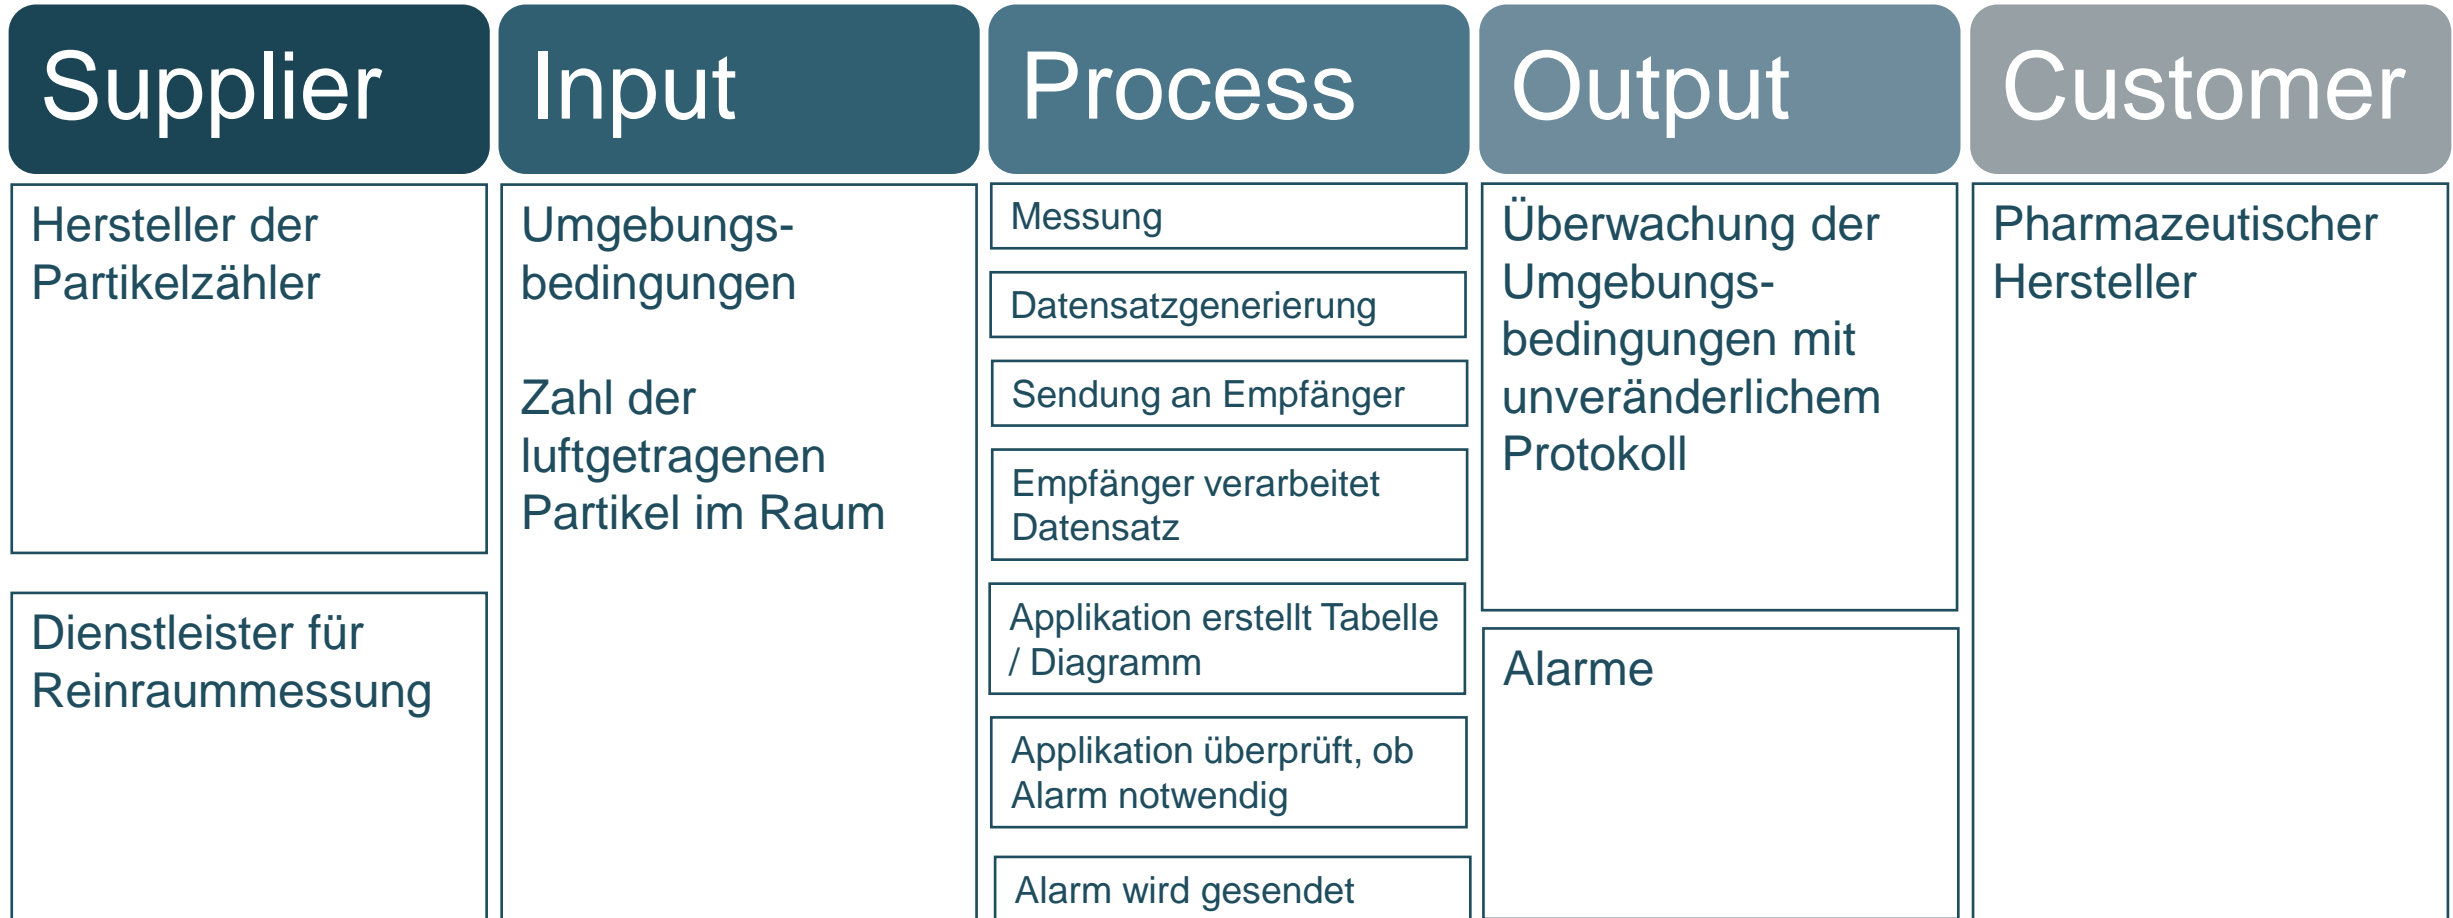 Supplier
Input
Process
Output
Customer
Hersteller der
Partikelzähler
Dienstleister für
Reinraummessung
Umgebungs-
bedingungen
Zahl der
luftgetragenen
Partikel im Raum
Messung
Datensatzgenerierung
Sendung an Empfänger
Empfänger verarbeitet
Datensatz
Applikation erstellt Tabelle
/ Diagramm
Applikation überprüft, ob
Alarm notwendig
Alarm wird gesendet
Überwachung der
Umgebungs-
bedingungen mit
unveränderlichem
Protokoll
Alarme
Pharmazeutischer
Hersteller